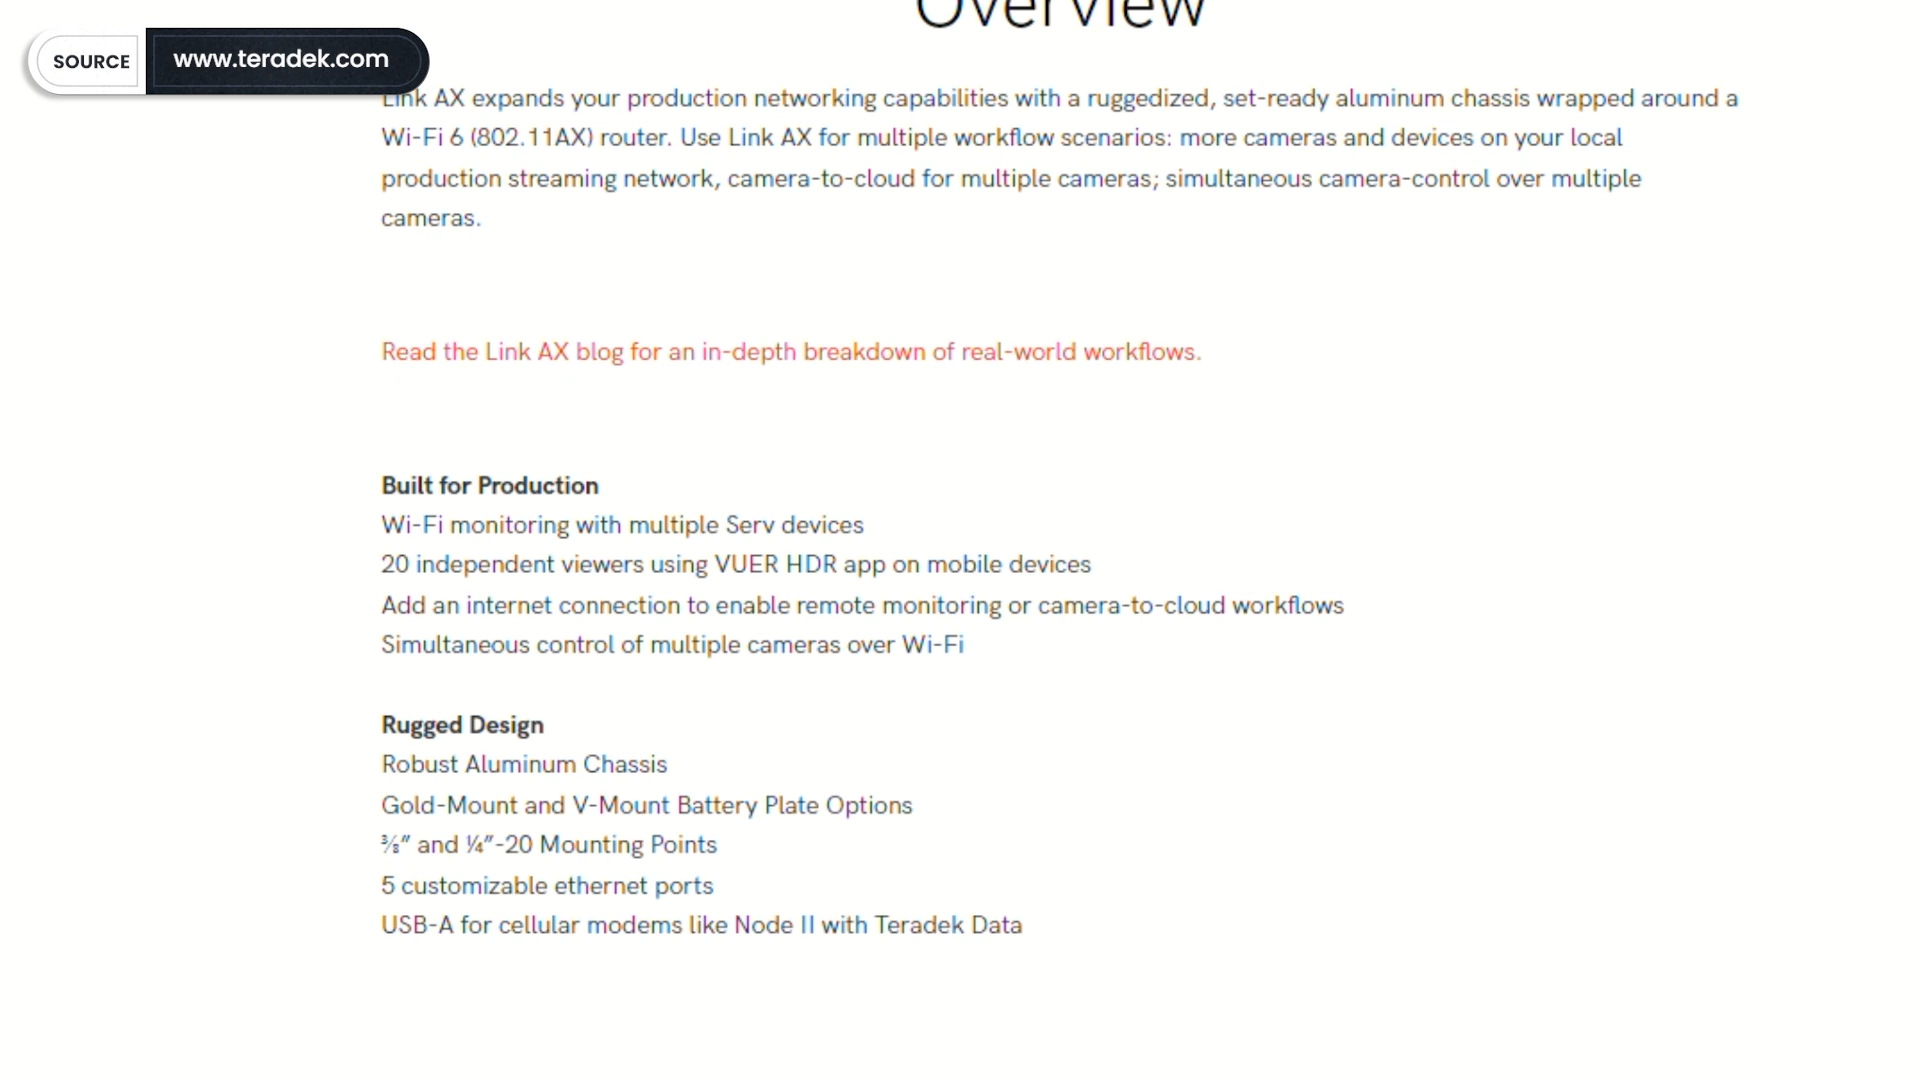 Overview
SOURCE
www.teradek.com
Link AX expands your production networking capabilities with a ruggedized, set-ready aluminum chassis wrapped around a
Wi-Fi 6 (802.11AX) router. Use Link AX for multiple workflow scenarios: more cameras and devices on your local
production streaming network, camera-to-cloud for multiple cameras; simultaneous camera-control over multiple
cameras.
Read the Link AX blog for an in-depth breakdown of real-world workflows.
Built for Production
Wi-Fi monitoring with multiple Serv devices
20 independent viewers using VUER HDR app on mobile devices
Add an internet connection to enable remote monitoring or camera-to-cloud workflows
Simultaneous control of multiple cameras over Wi-Fi
Rugged Design
Robust Aluminum Chassis
Gold-Mount and V-Mount Battery Plate Options
⅜” and ¼”-20 Mounting Points
5 customizable ethernet ports
USB-A for cellular modems like Node II with Teradek Data